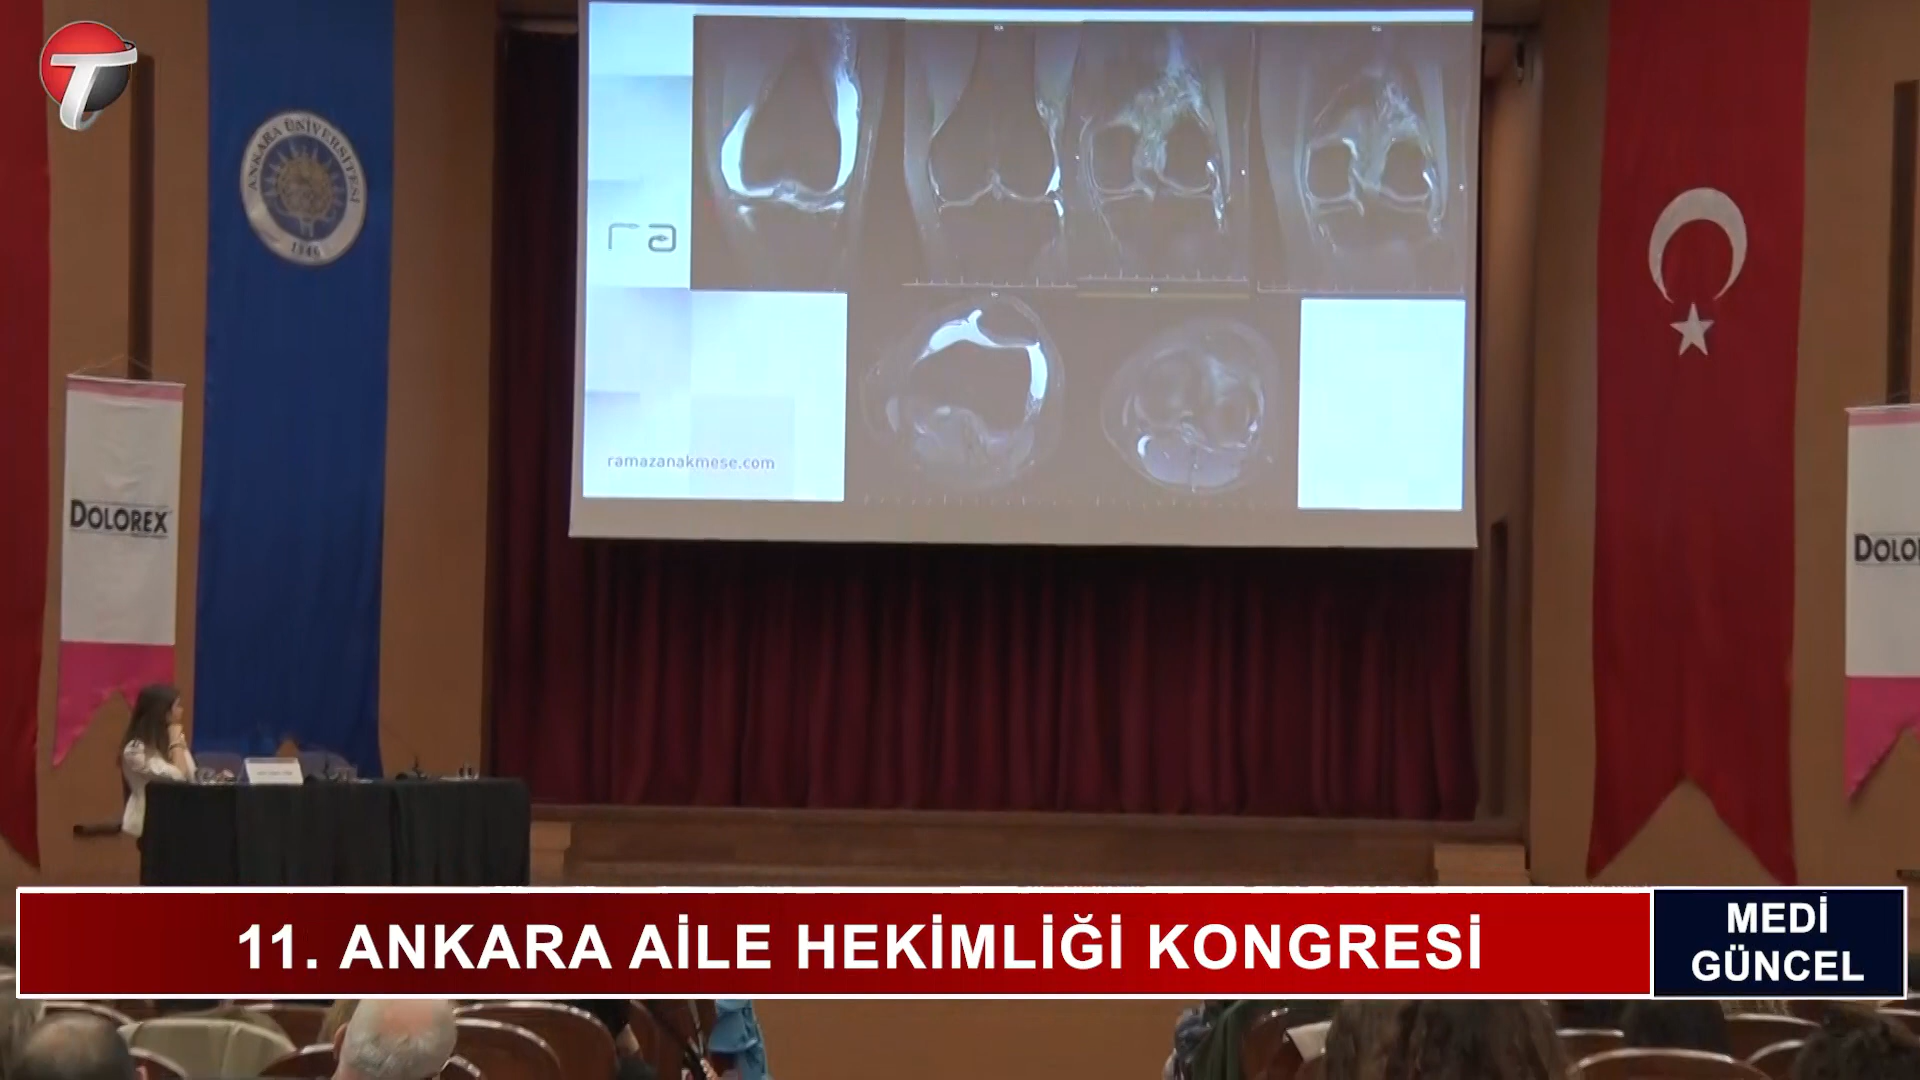 ANKARA ÜNİVERSİTESİ
1946
ra
ramazanakmese.com
DOLOREX
DOLO
11. ANKARA AİLE HEKİMLİĞİ KONGRESİ
MEDİ
GÜNCEL